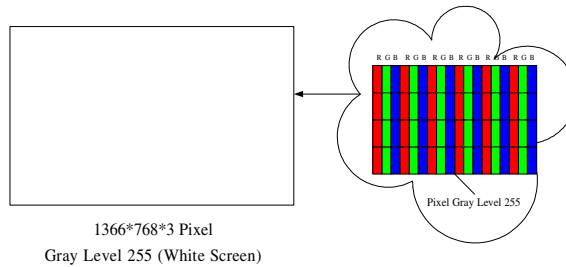 R G B R G B R G B R G B R G B R G B
Pixel Gray Level 255
1366*768*3 Pixel
Gray Level 255 (White Screen)